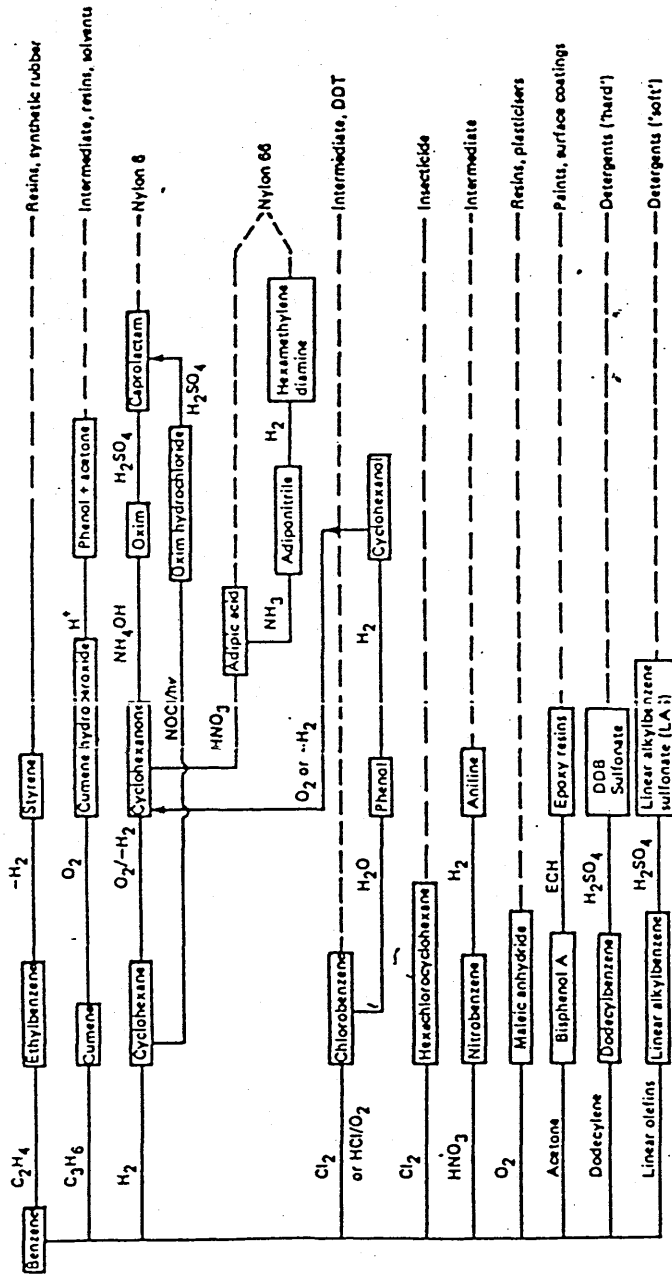 Benzene
C2H4
Ethylbenzene
-H2
Styrene
Resins, synthetic rubber
C3H6
Cumene
O2
Cumene hydroperoxide
H+
Phenol + acetone
Intermediate, resins, solvents
H2
Cyclohexane
O2/-H2
Cyclohexanone
NH4OH
Oxim
H2SO4
Caprolactam
Nylon 6
NOCl/hv
Oxim hydrochloride
H2SO4
HNO3
Adipic acid
NH3
Adiponitrile
H2
Hexamethylene
diamine
Nylon 66
O2 or -H2
Cl2
or HCl/O2
Chlorobenzene
Intermediate, DDT
H2O
Phenol
H2
Cyclohexanol
Cl2
Hexachlorocyclohexane
Insecticide
HNO3
Nitrobenzene
H2
Aniline
Intermediate
O2
Maleic anhydride
Resins, plasticisers
Acetone
Bisphenol A
ECH
Epoxy resins
Paints, surface coatings
Dodecylene
Dodecylbenzene
H2SO4
DDB
Sulfonate
Detergents ('hard')
Linear olefins
Linear alkylbenzene
H2SO4
Linear alkylbenzene
sulfonate
Detergents ('soft')